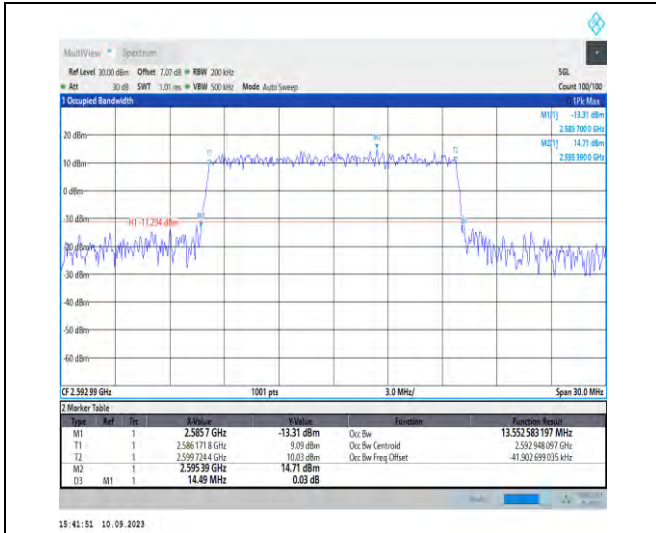 MultiView Spectrum
Ref Level 30.00 dBm Offset 7.07 dB RBW 200 kHz SGL
Att 30 dB SWT 1.01 ms VBW 500 kHz Mode Auto Sweep Count 100/100
1 Occupied Bandwidth 1Pk Max
M1[1] -13.31 dBm
2.585 700 0 GHz
20 dBm M2[1] 14.71 dBm
2.595 390 0 GHz
T1 M2 T2
10 dBm
0 dBm
-10 dBm
H1 -11.294 dBm
-20 dBm
-30 dBm
-40 dBm
-50 dBm
-60 dBm
CF 2.592 99 GHz 1001 pts 3.0 MHz/ Span 30.0 MHz
2 Marker Table
Type Ref Trc X-Value Y-Value Function Function Result
M1 1 2.585 7 GHz -13.31 dBm Occ Bw 13.552 583 197 MHz
T1 1 2.586 171 8 GHz 9.09 dBm Occ Bw Centroid 2.592 948 097 GHz
T2 1 2.599 724 4 GHz 10.03 dBm Occ Bw Freq Offset -41.902 699 035 kHz
M2 1 2.595 39 GHz 14.71 dBm
D3 M1 1 14.49 MHz 0.03 dB
15:41:51 10.09.2023